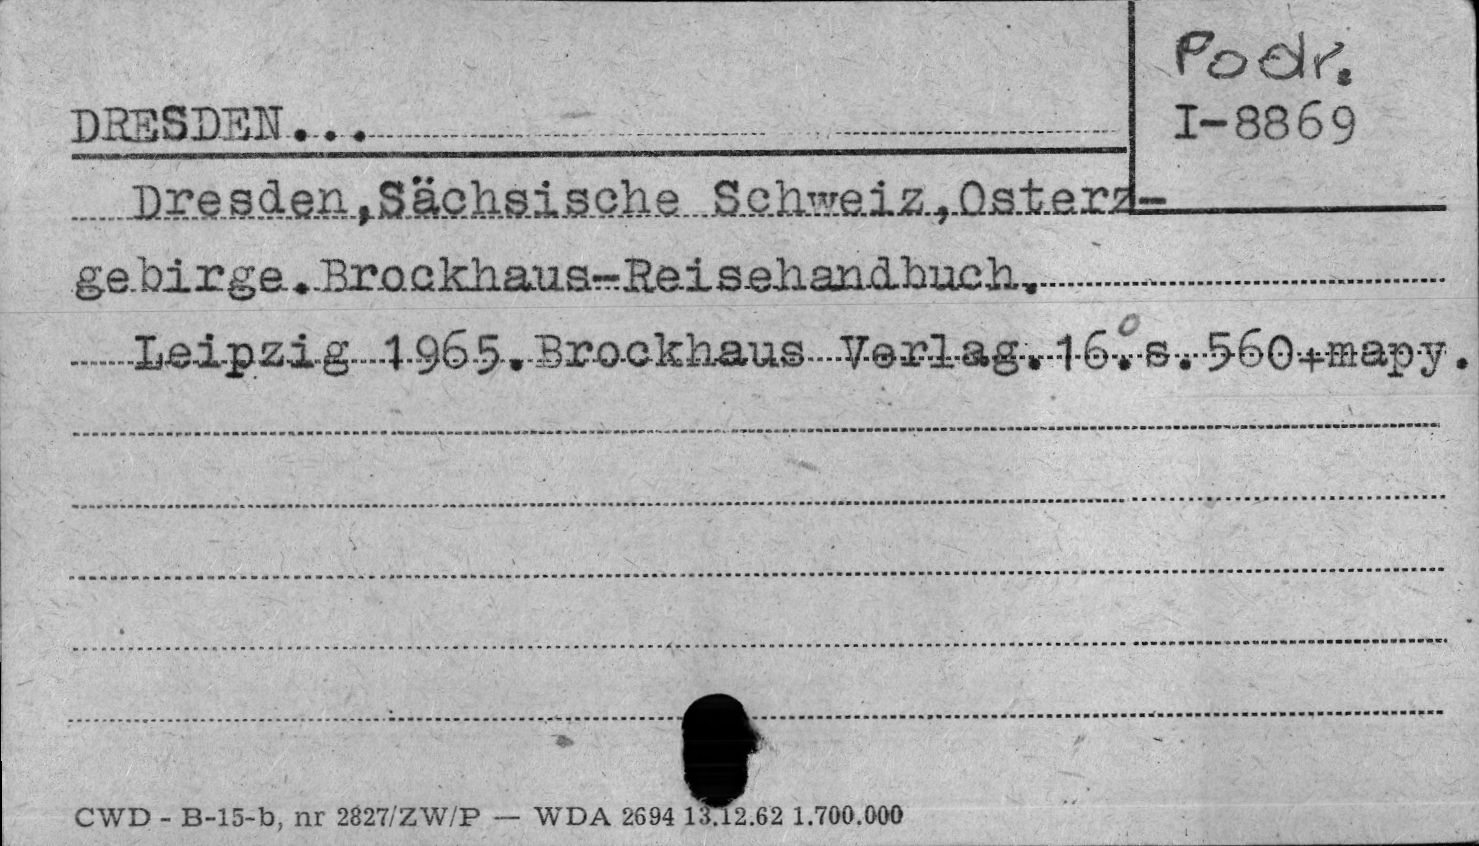 Podr.
I-8869
DRESDEN...
Dresden,Sächsische Schweiz,Osterz-
gebirge.Brockhaus-Reisehandbuch.
Leipzig 1965.Brockhaus Verlag.16.° s.560+mapy.
CWD - B-15-b, nr 2827/ZW/P — WDA 2694 13.12.62 1.700.000